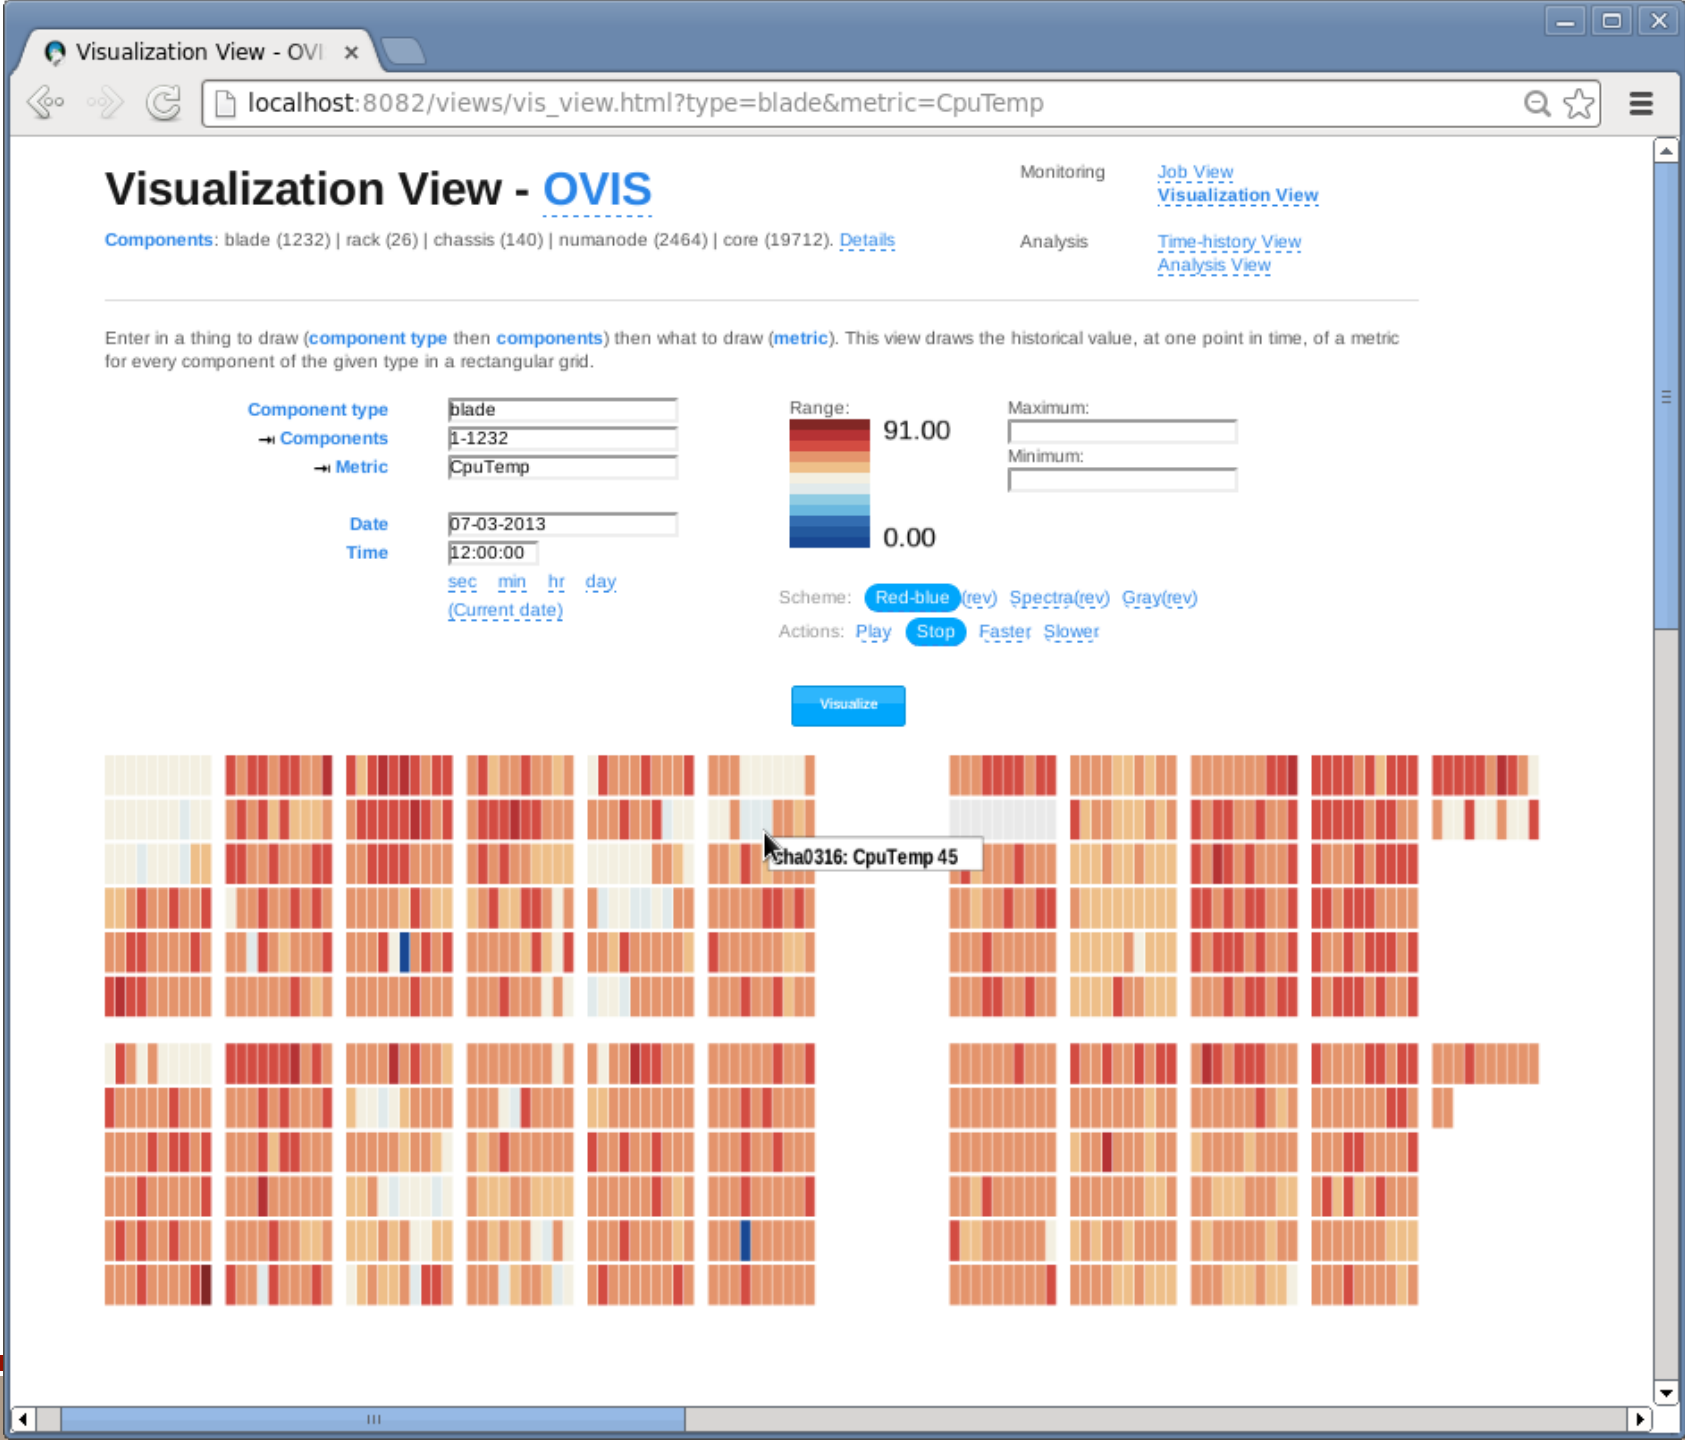 Visualization View - OVI
localhost:8082/views/vis_view.html?type=blade&metric=CpuTemp
Visualization View - OVIS
Components: blade (1232) | rack (26) | chassis (140) | numanode (2464) | core (19712). Details
Monitoring
Job View
Visualization View
Analysis
Time-history View
Analysis View
Enter in a thing to draw (component type then components) then what to draw (metric). This view draws the historical value, at one point in time, of a metric
for every component of the given type in a rectangular grid.
Component type blade
Components 1-1232
Metric CpuTemp
Date 07-03-2013
Time 12:00:00
sec min hr day
(Current date)
Range:
91.00
0.00
Maximum:
Minimum:
Scheme: Red-blue (rev) Spectra(rev) Gray(rev)
Actions: Play Stop Faster Slower
Visualize
cha0316: CpuTemp 45